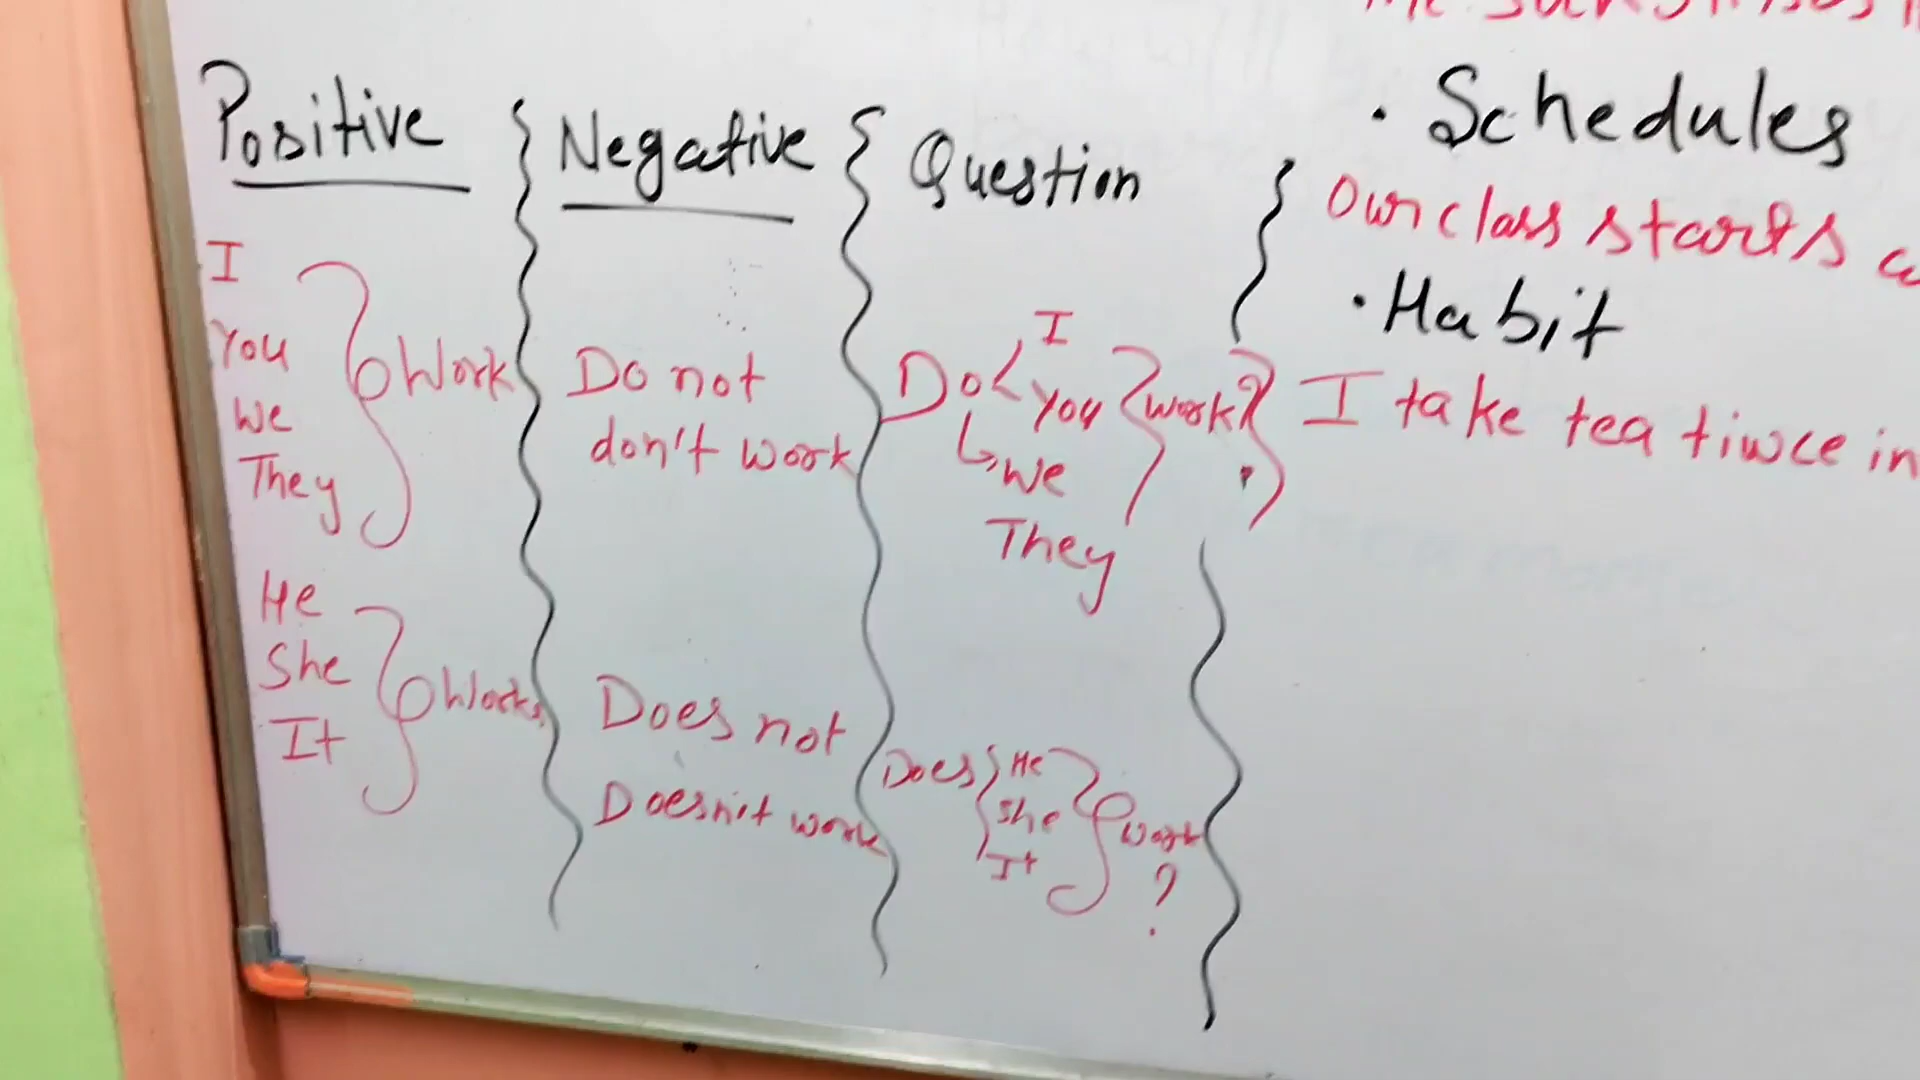 Positive
I
You
We
They
Work
He
She
It
Works
Negative
Do not
don't work
Does not
Doesn't work
Question
Do
I
You
We
They
work?
Does
He
She
It
work
?
• Schedules
Our class starts
• Habit
I take tea tiwce in